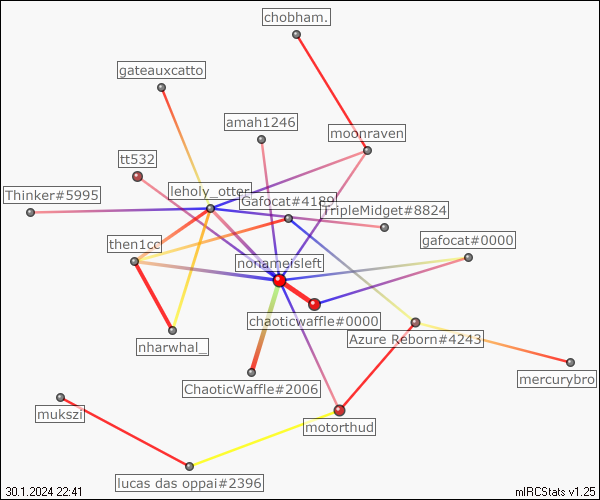 chobham.
gateauxcatto
amah1246
moonraven
tt532
leholy_otter
Thinker#5995
Gafocat#4189
TripleMidget#8824
then1cc
gafocat#0000
nonameisleft
chaoticwaffle#0000
Azure Reborn#4243
nharwhal_
ChaoticWaffle#2006
mercurybro
mukszi
motorthud
lucas das oppai#2396
30.1.2024 22:41
mIRCStats v1.25